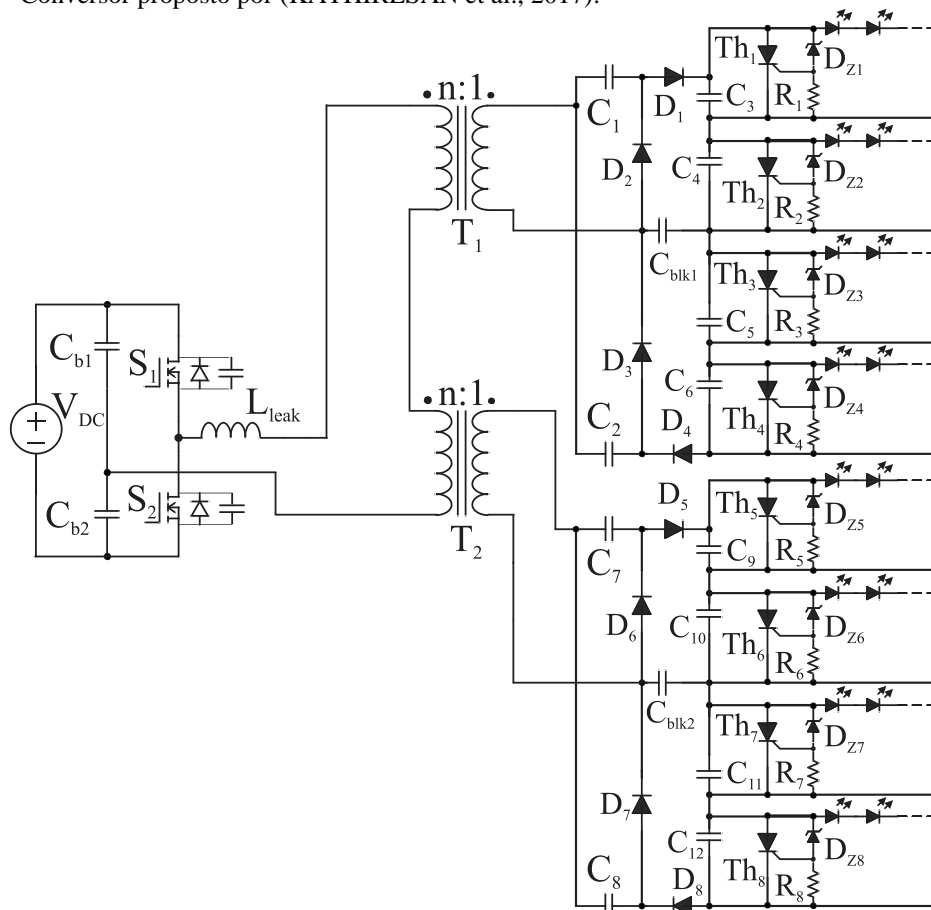 Conversor proposto por (KATHIRESAN et al., 2017).
n:1
T1
n:1
T2
VDC
Cb1
Cb2
S1
S2
Lleak
C1
D1
D2
Cblk1
D3
C2
D4
C3
C4
C5
C6
Th1
R1
DZ1
Th2
R2
DZ2
Th3
R3
DZ3
Th4
R4
DZ4
C7
D5
D6
Cblk2
D7
C8
D8
C9
C10
C11
C12
Th5
R5
DZ5
Th6
R6
DZ6
Th7
R7
DZ7
Th8
R8
DZ8